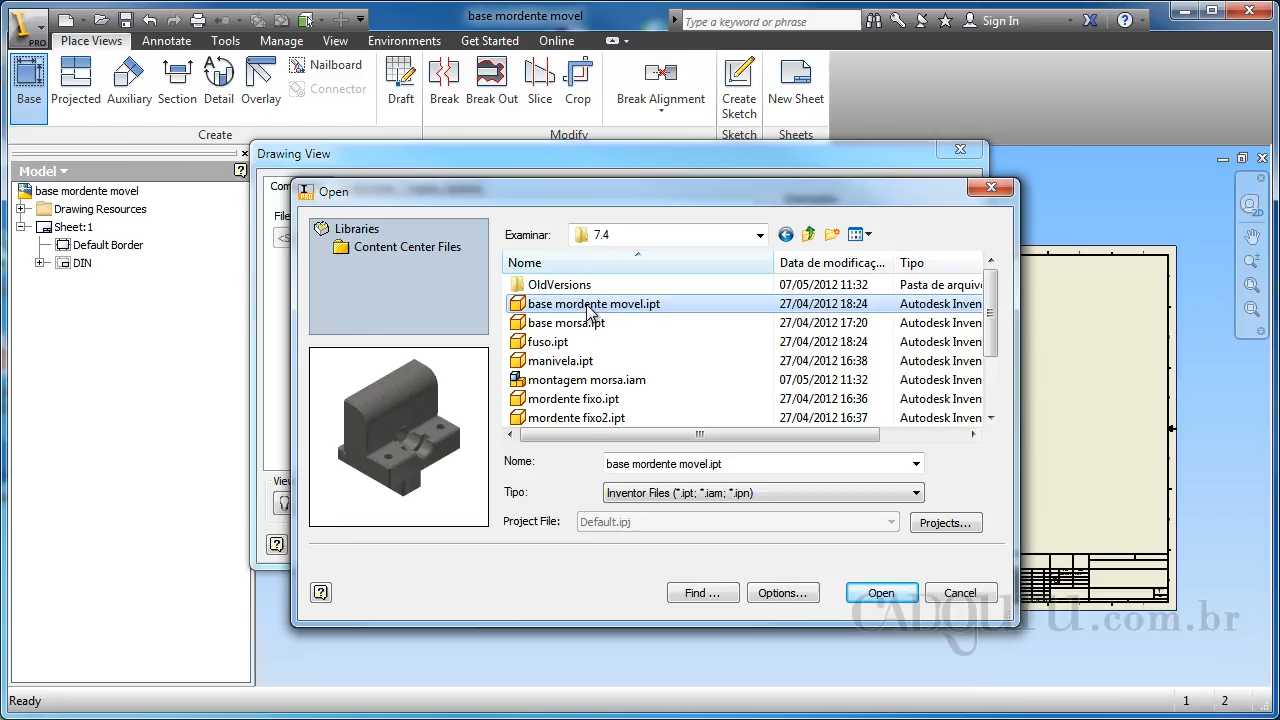 base mordente movel
Type a keyword or phrase
Sign In
PRO
Place Views
Annotate
Tools
Manage
View
Environments
Get Started
Online
Base
Projected
Auxiliary
Section
Detail
Overlay
Nailboard
Connector
Draft
Break
Break Out
Slice
Crop
Break Alignment
Create
Sketch
New Sheet
Create
Modify
Sketch
Sheets
Model
base mordente movel
Drawing Resources
Sheet:1
Default Border
DIN
Drawing View
Open
Libraries
Content Center Files
Examinar:
7.4
Nome
Data de modificaç...
Tipo
OldVersions
07/05/2012 11:32
Pasta de arquivo
base mordente movel.ipt
27/04/2012 18:24
Autodesk Inven
base morsa.ipt
27/04/2012 17:20
Autodesk Inven
fuso.ipt
27/04/2012 18:24
Autodesk Inven
manivela.ipt
27/04/2012 16:38
Autodesk Inven
montagem morsa.iam
07/05/2012 11:32
Autodesk Inven
mordente fixo.ipt
27/04/2012 16:36
Autodesk Inven
mordente fixo2.ipt
27/04/2012 16:37
Autodesk Inven
Nome:
base mordente movel.ipt
Tipo:
Inventor Files (*.ipt; *.iam; *.ipn)
Project File:
Default.ipj
Projects...
Find ...
Options...
Open
Cancel
CADGURU.com.br
Ready
1
2